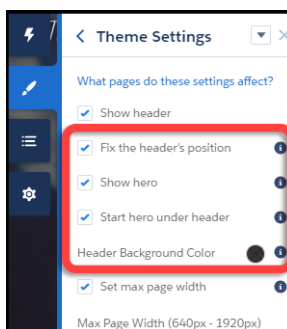 Theme Settings
What pages do these settings affect?
Show header
Fix the header's position
Show hero
Start hero under header
Header Background Color
Set max page width
Max Page Width (640px - 1920px)